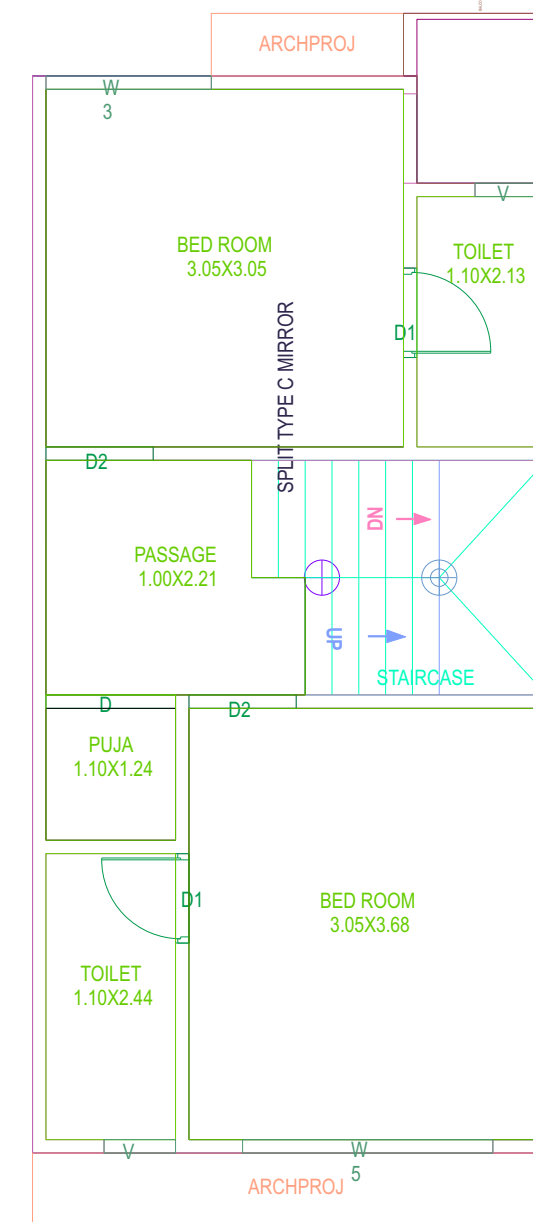 ARCHPROJ
W
3
V
BED ROOM
3.05X3.05
TOILET
1.10X2.13
D1
SPLIT TYPE C MIRROR
D2
DN
PASSAGE
1.00X2.21
UP
STAIRCASE
D
D2
PUJA
1.10X1.24
D1
BED ROOM
3.05X3.68
TOILET
1.10X2.44
V
W
5
ARCHPROJ